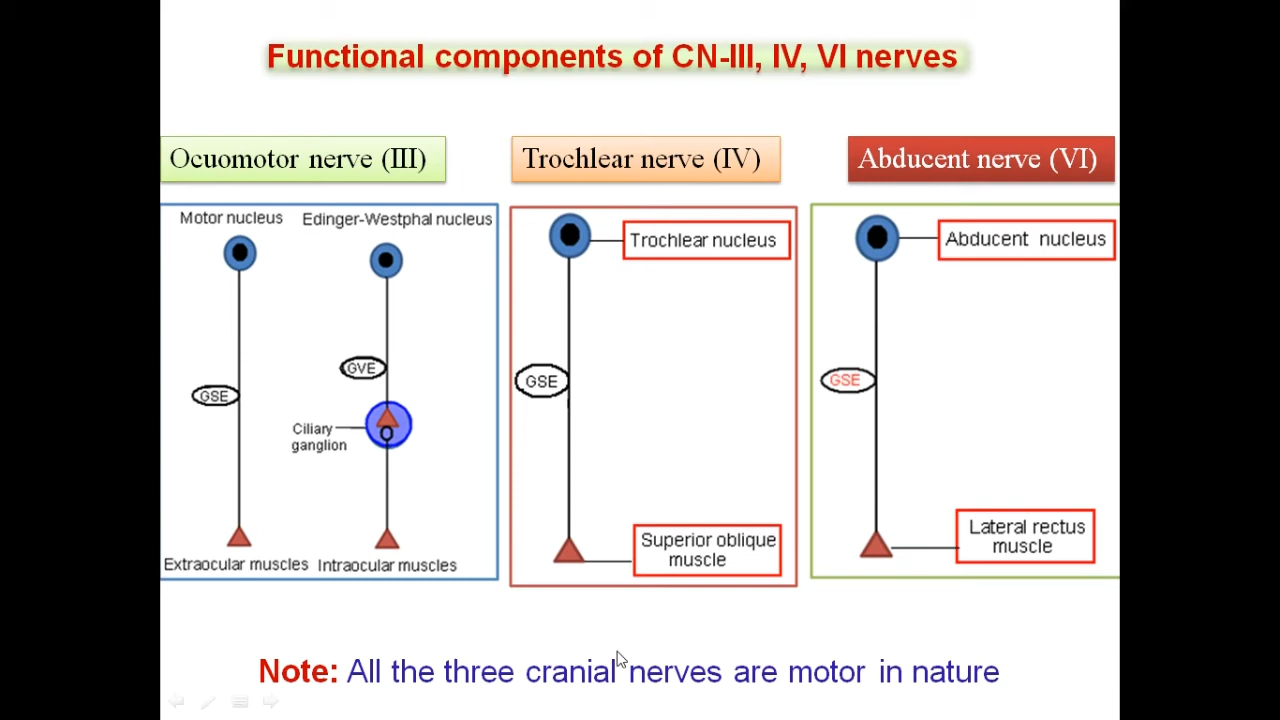 Functional components of CN-III, IV, VI nerves
Ocuomotor nerve (III)
Trochlear nerve (IV)
Abducent nerve (VI)
Motor nucleus
Edinger-Westphal nucleus
GSE
GVE
Ciliary
ganglion
Extraocular muscles
Intraocular muscles
Trochlear nucleus
GSE
Superior oblique
muscle
Abducent nucleus
GSE
Lateral rectus
muscle
Note: All the three cranial nerves are motor in nature